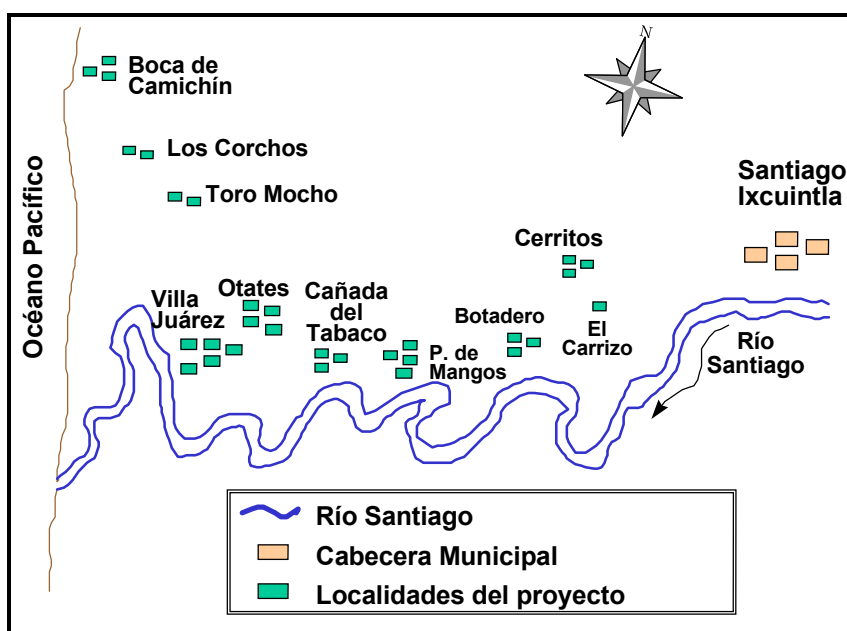 N
Boca de
Camichín
Los Corchos
Toro Mocho
Santiago
Ixcuintla
Océano Pacífico
Cerritos
Villa
Juárez
Otates
Cañada
del
Tabaco
P. de
Mangos
Botadero
El
Carrizo
Río
Santiago
Río Santiago
Cabecera Municipal
Localidades del proyecto